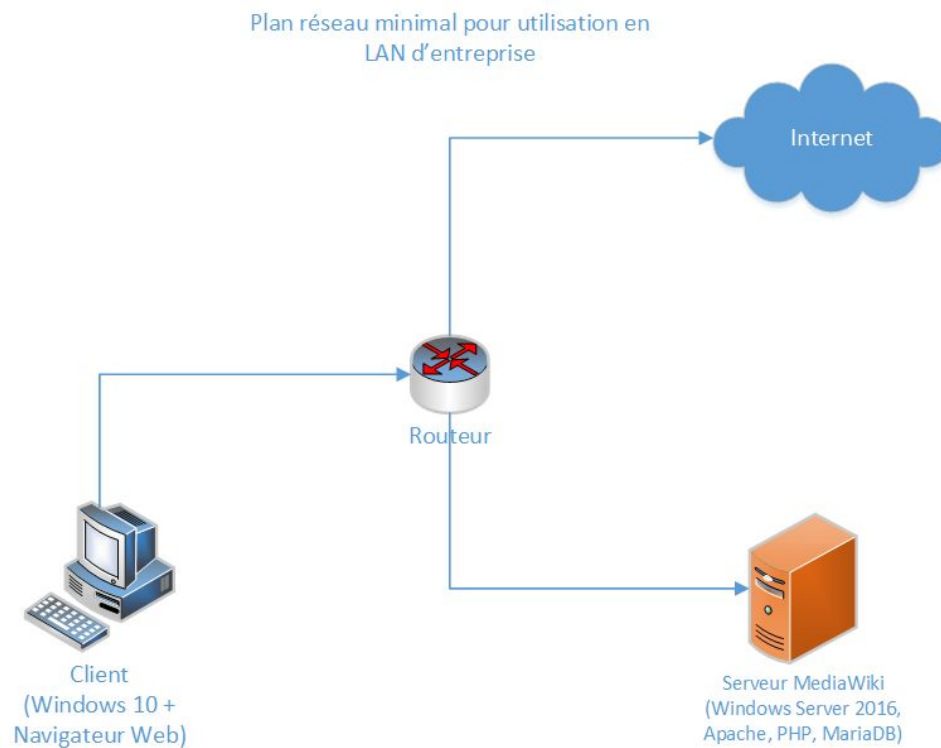 Plan réseau minimal pour utilisation en
LAN d’entreprise
Internet
Routeur
Client
(Windows 10 +
Navigateur Web)
Serveur MediaWiki
(Windows Server 2016,
Apache, PHP, MariaDB)